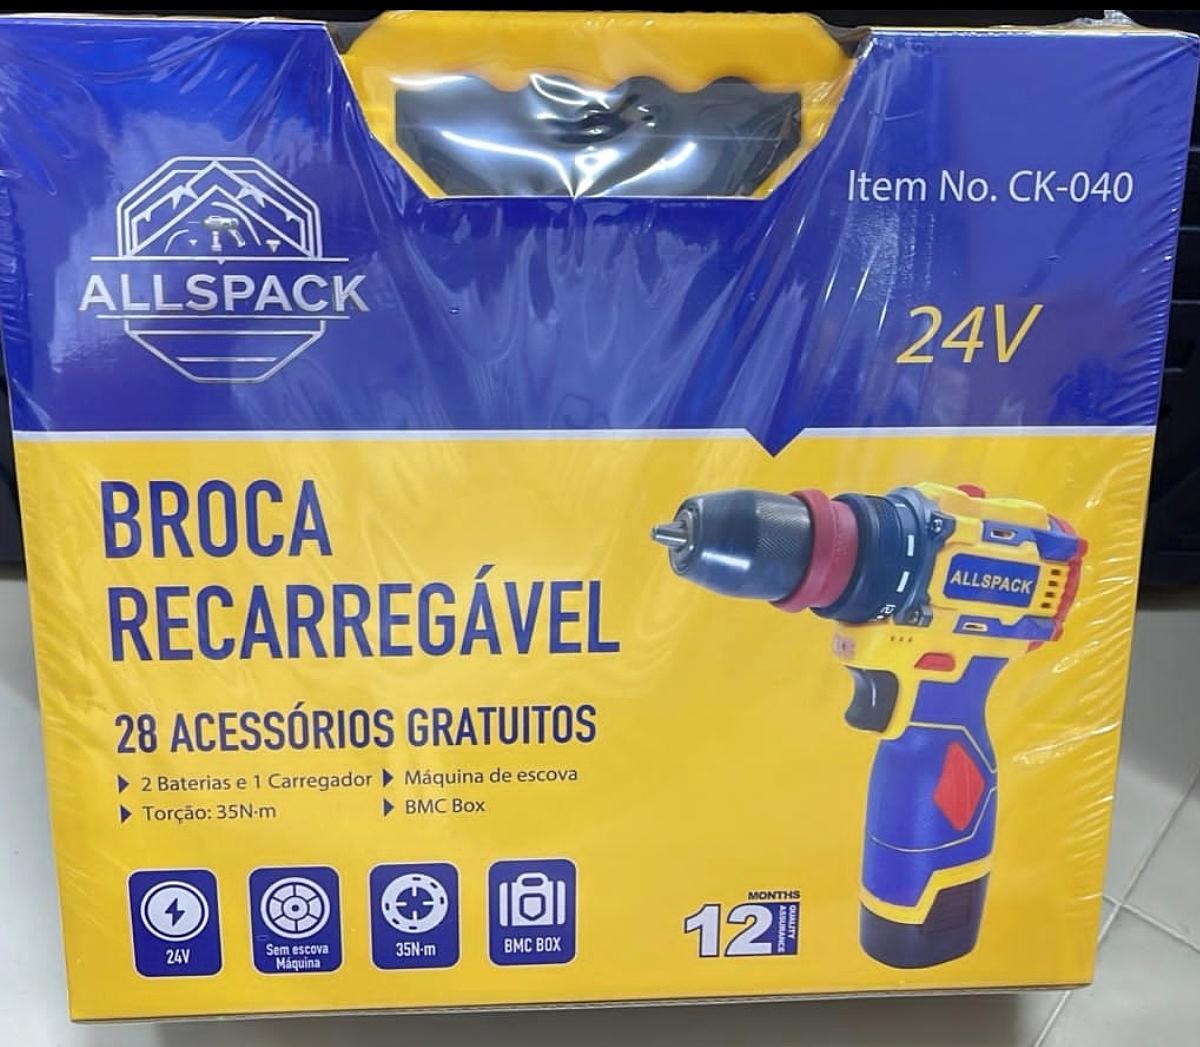 ALLSPACK
Item No. CK-040
24V
BROCA
RECARREGÁVEL
28 ACESSÓRIOS GRATUITOS
2 Baterias e 1 Carregador
Máquina de escova
Torção: 35N·m
BMC Box
24V
Sem escova
Máquina
35N·m
BMC BOX
12
MONTHS
QUALITY
ASSURANCE
ALLSPACK